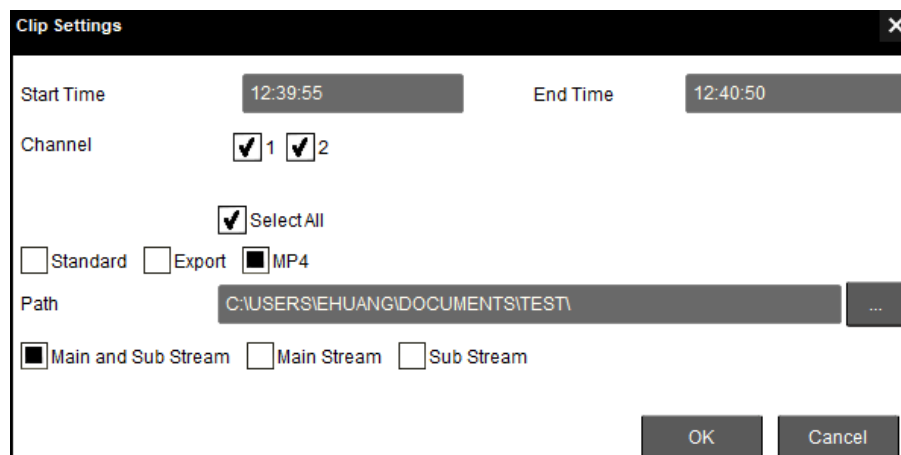 Clip Settings
Start Time 12:39:55 End Time 12:40:50
Channel 1 2
Select All
Standard Export MP4
Path C:\USERS\EHUANG\DOCUMENTS\TEST\ ...
Main and Sub Stream Main Stream Sub Stream
OK Cancel